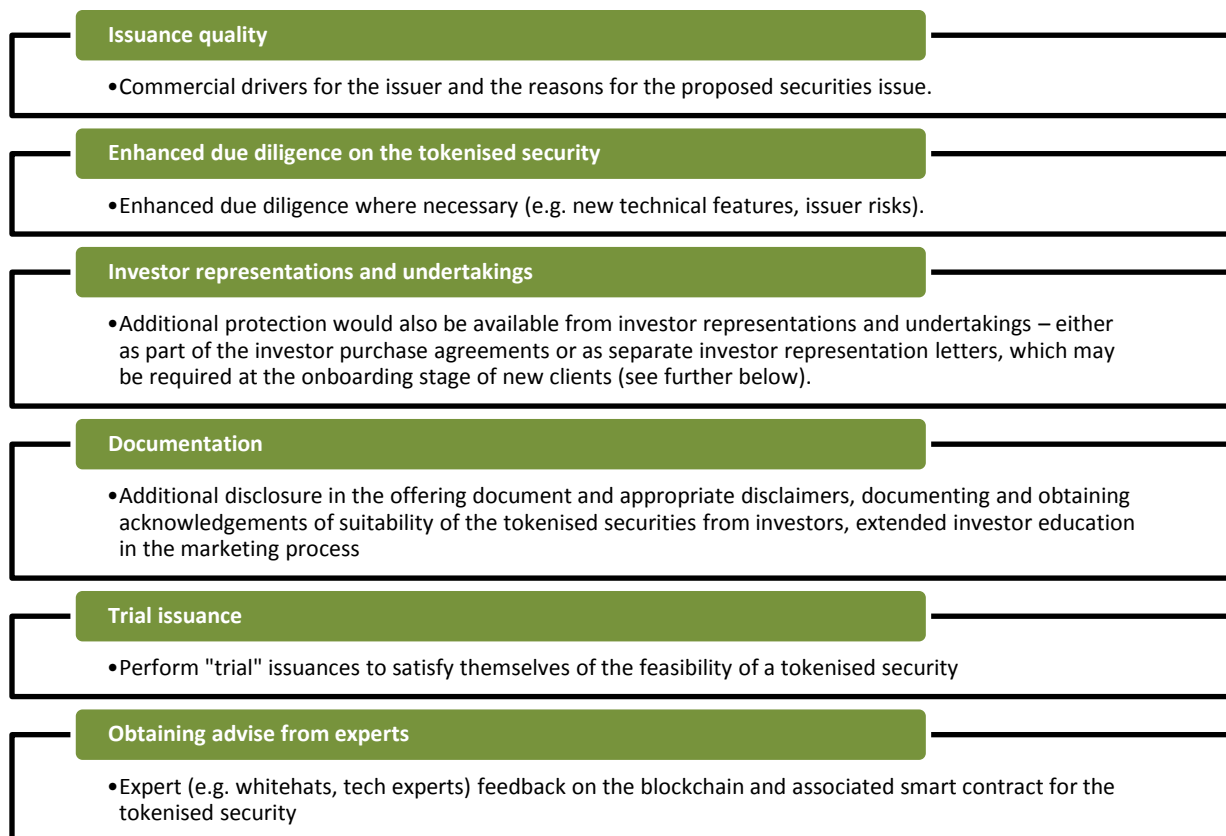 Issuance quality
•Commercial drivers for the issuer and the reasons for the proposed securities issue.
Enhanced due diligence on the tokenised security
•Enhanced due diligence where necessary (e.g. new technical features, issuer risks).
Investor representations and undertakings
•Additional protection would also be available from investor representations and undertakings – either
as part of the investor purchase agreements or as separate investor representation letters, which may
be required at the onboarding stage of new clients (see further below).
Documentation
•Additional disclosure in the offering document and appropriate disclaimers, documenting and obtaining
acknowledgements of suitability of the tokenised securities from investors, extended investor education
in the marketing process
Trial issuance
•Perform "trial" issuances to satisfy themselves of the feasibility of a tokenised security
Obtaining advise from experts
•Expert (e.g. whitehats, tech experts) feedback on the blockchain and associated smart contract for the
tokenised security